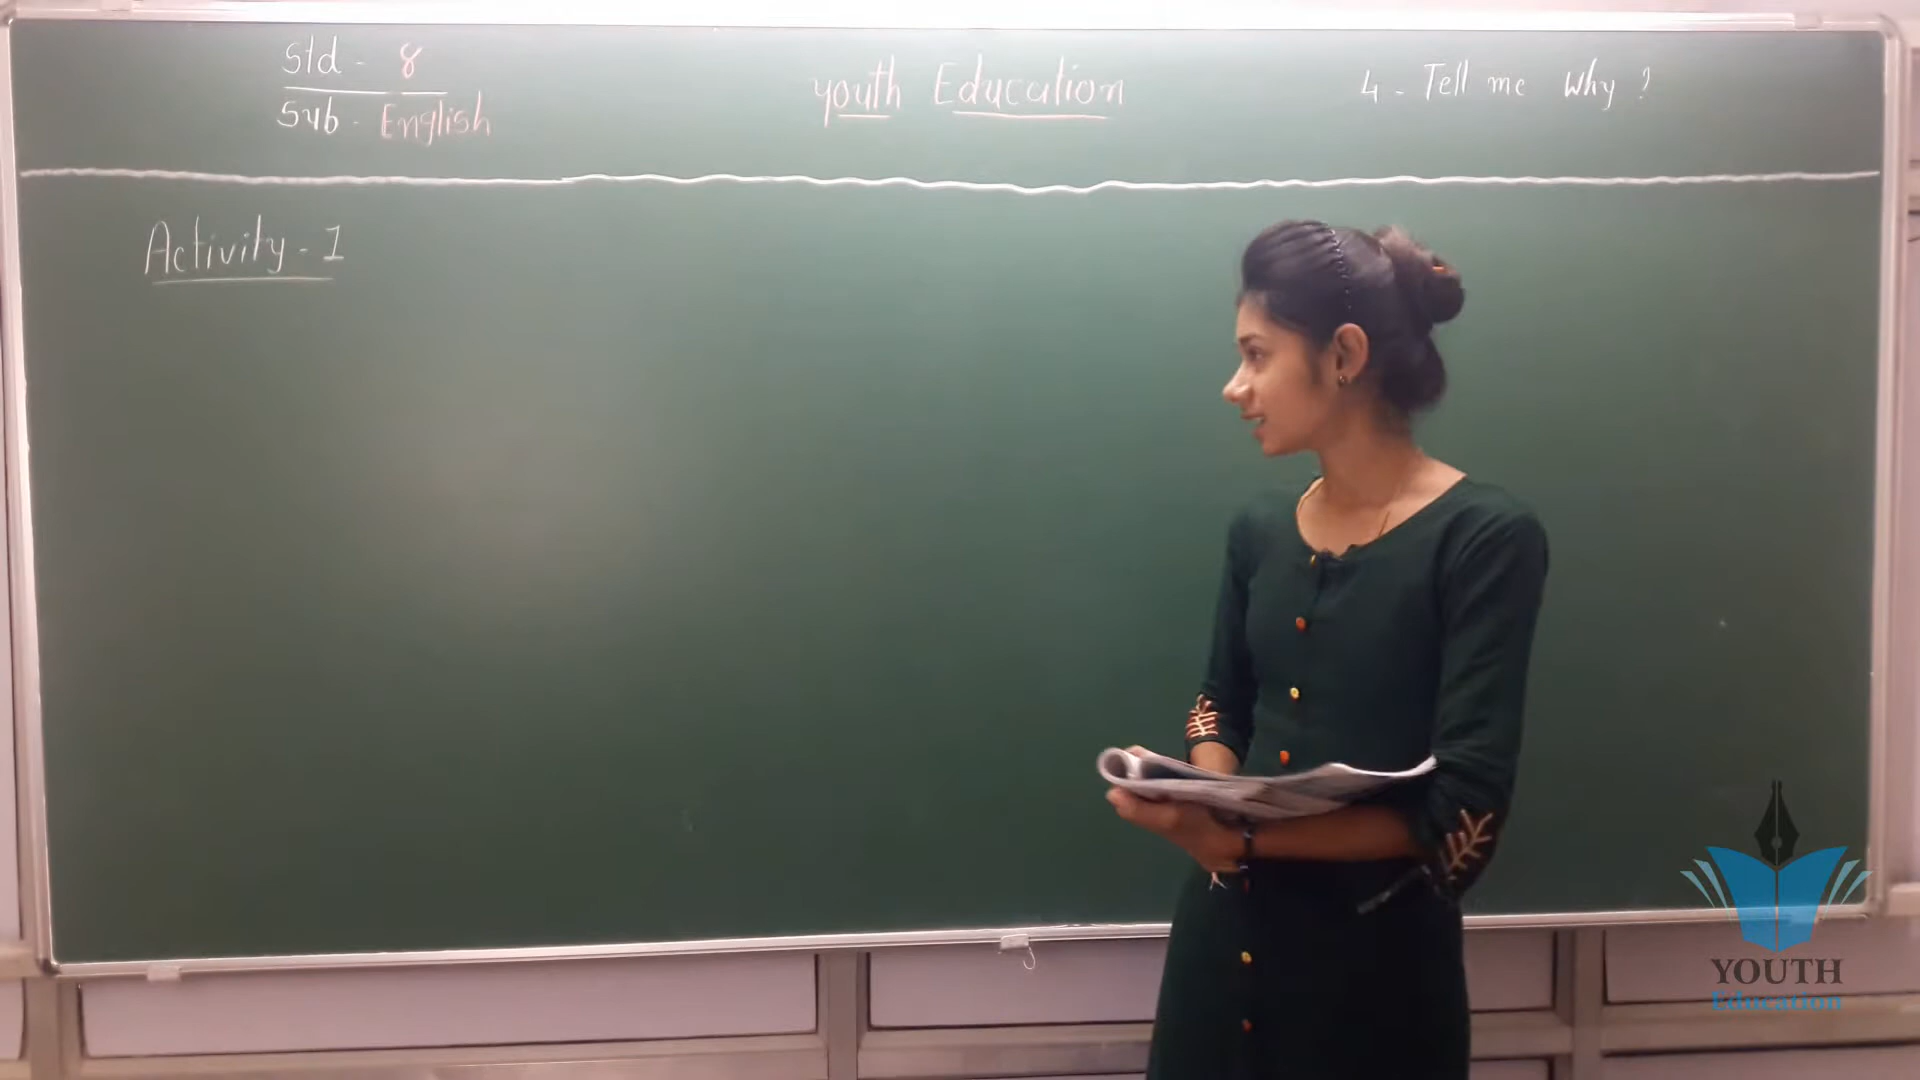 Std - 8
Sub - English
youth Education
4 - Tell me Why ?
Activity - 1
YOUTH
Education